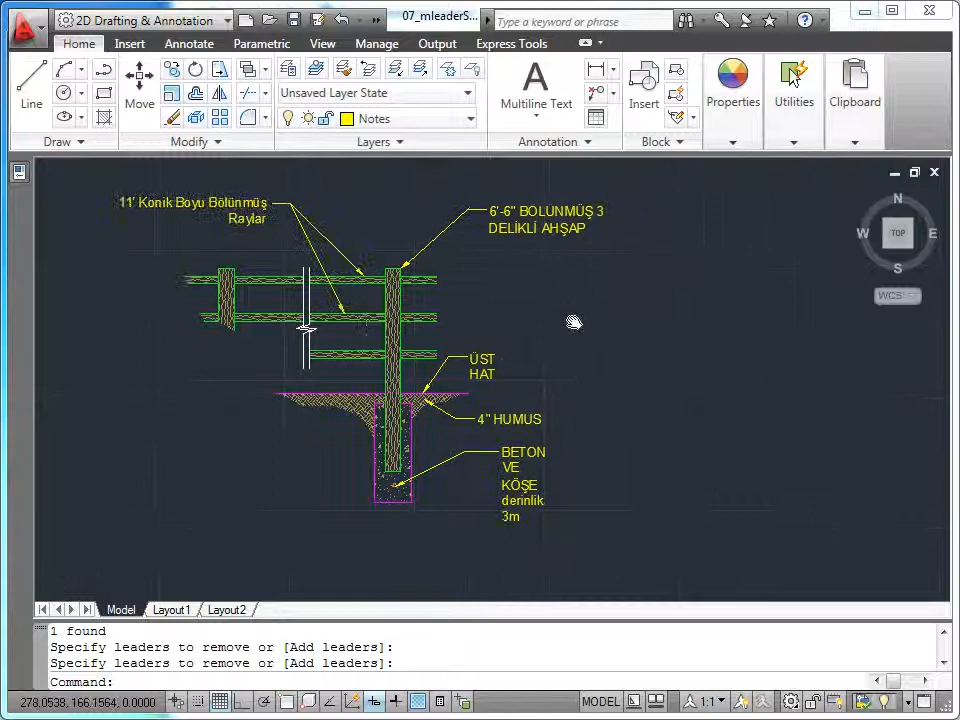 2D Drafting & Annotation
07_mleaderS...
Type a keyword or phrase
Home Insert Annotate Parametric View Manage Output Express Tools
Line Move Unsaved Layer State Notes A Multiline Text Insert Properties Utilities Clipboard
Draw Modify Layers Annotation Block
11' Konik Boyu Bölünmüş
Raylar
6'-6" BOLUNMÜŞ 3
DELİKLİ AHŞAP
N
W TOP E
S
WCS
ÜST
HAT
4" HUMUS
BETON
VE
KÖŞE
derinlik
3m
Model Layout1 Layout2
1 found
Specify leaders to remove or [Add leaders]:
Specify leaders to remove or [Add leaders]:
Command:
278.0538, 166.1564, 0.0000 MODEL 1:1